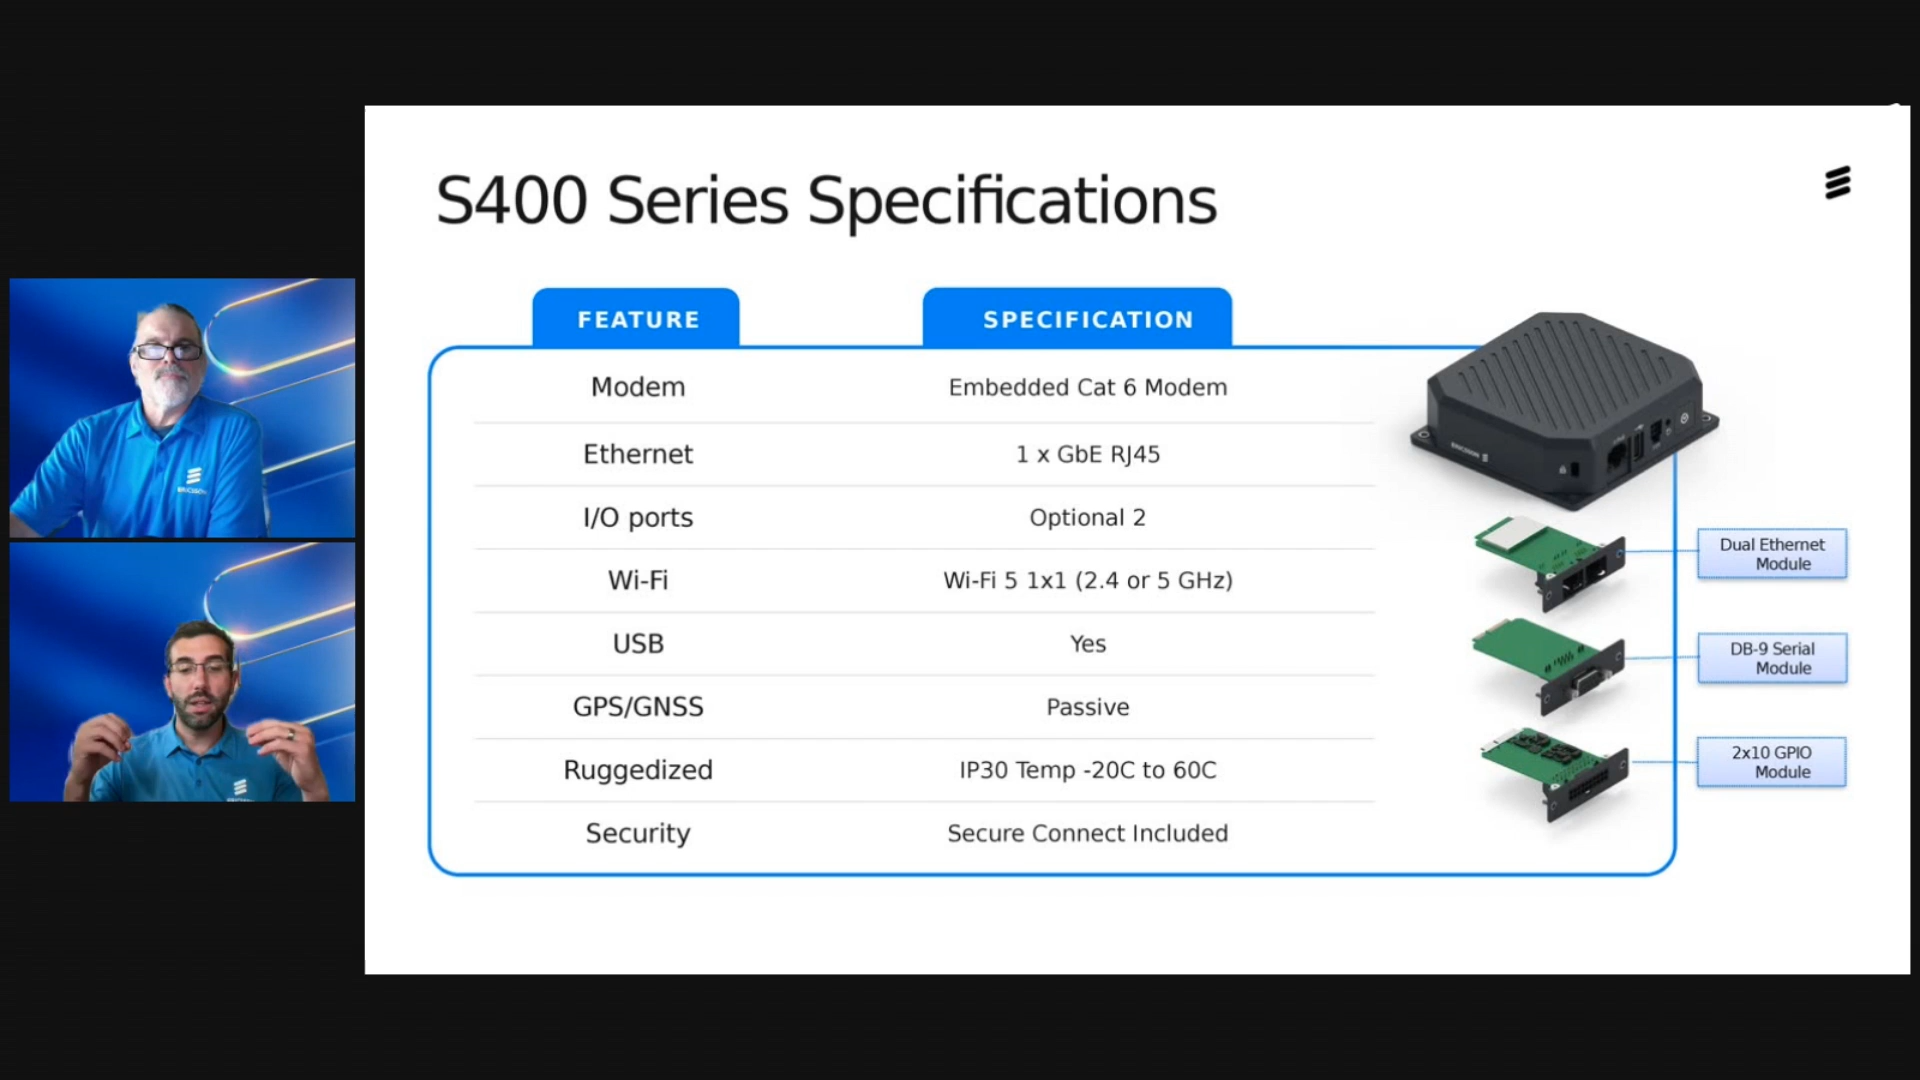 S400 Series Specifications
FEATURE SPECIFICATION
Modem Embedded Cat 6 Modem
Ethernet 1 x GbE RJ45
I/O ports Optional 2
Wi-Fi Wi-Fi 5 1x1 (2.4 or 5 GHz)
USB Yes
GPS/GNSS Passive
Ruggedized IP30 Temp -20C to 60C
Security Secure Connect Included
ERICSSON
Dual Ethernet
Module
DB-9 Serial
Module
2x10 GPIO
Module
ERICSSON